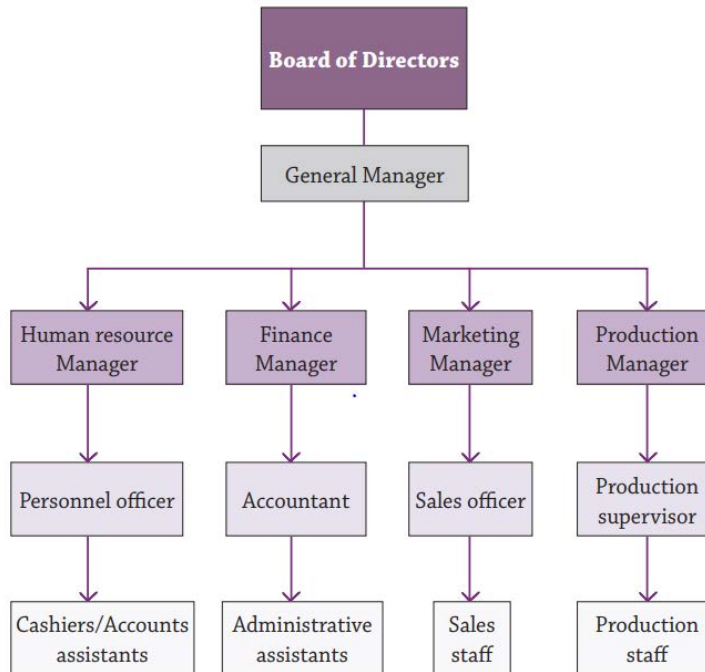 Board of Directors
General Manager
Human resource
Manager
Finance
Manager
Marketing
Manager
Production
Manager
Personnel officer
Accountant
Sales officer
Production
supervisor
Cashiers/Accounts
assistants
Administrative
assistants
Sales
staff
Production
staff